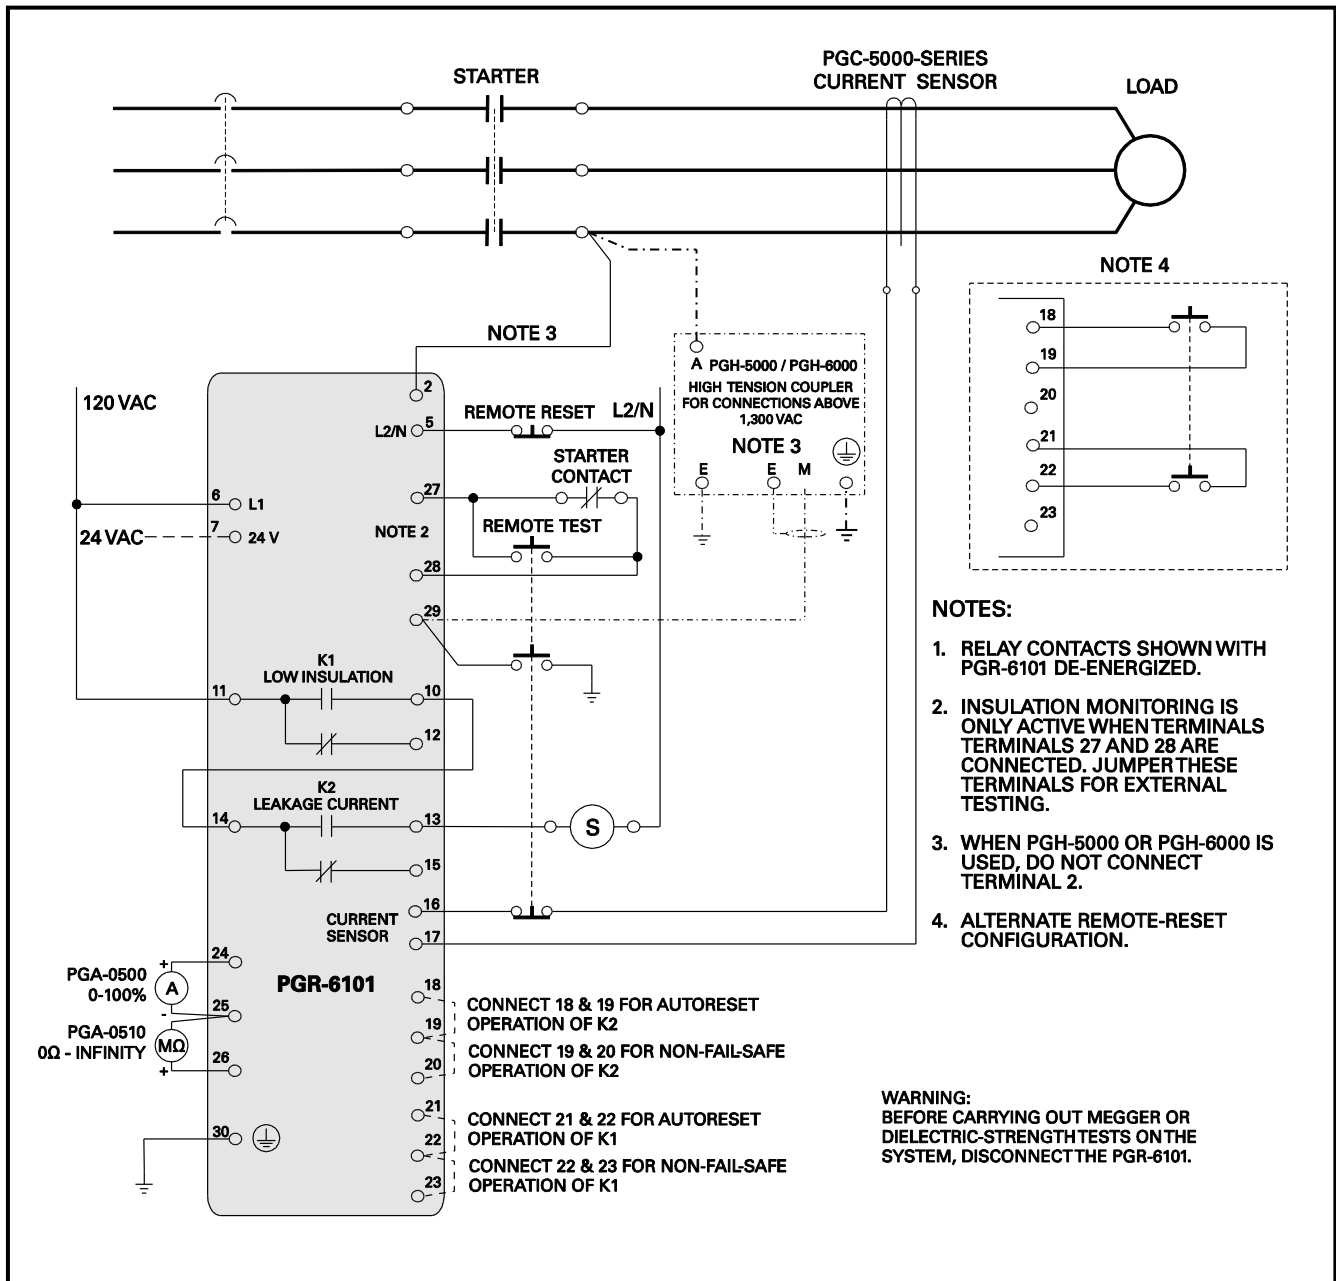 PGC-5000-SERIES
CURRENT SENSOR
STARTER
LOAD
NOTE 4
18
19
20
21
22
23
NOTE 3
A PGH-5000 / PGH-6000
HIGH TENSION COUPLER
FOR CONNECTIONS ABOVE
1,300 VAC
NOTE 3
E
E
M
120 VAC
2
L2/N
5
REMOTE RESET
L2/N
STARTER
CONTACT
6
L1
27
7
24 VAC
24 V
NOTE 2
REMOTE TEST
28
29
K1
LOW INSULATION
11
10
12
K2
LEAKAGE CURRENT
14
13
S
15
16
CURRENT
SENSOR
17
24
PGA-0500
0-100%
+
A
-
25
PGA-0510
0Ω - INFINITY
MΩ
+
26
PGR-6101
30
18
CONNECT 18 & 19 FOR AUTORESET
OPERATION OF K2
19
CONNECT 19 & 20 FOR NON-FAIL-SAFE
OPERATION OF K2
20
21
CONNECT 21 & 22 FOR AUTORESET
OPERATION OF K1
22
CONNECT 22 & 23 FOR NON-FAIL-SAFE
OPERATION OF K1
23
NOTES:
1. RELAY CONTACTS SHOWN WITH
PGR-6101 DE-ENERGIZED.
2. INSULATION MONITORING IS
ONLY ACTIVE WHEN TERMINALS
TERMINALS 27 AND 28 ARE
CONNECTED. JUMPER THESE
TERMINALS FOR EXTERNAL
TESTING.
3. WHEN PGH-5000 OR PGH-6000 IS
USED, DO NOT CONNECT
TERMINAL 2.
4. ALTERNATE REMOTE-RESET
CONFIGURATION.
WARNING:
BEFORE CARRYING OUT MEGGER OR
DIELECTRIC-STRENGTH TESTS ON THE
SYSTEM, DISCONNECT THE PGR-6101.